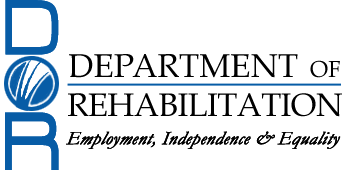 DOR
DEPARTMENT OF
REHABILITATION
Employment, Independence & Equality